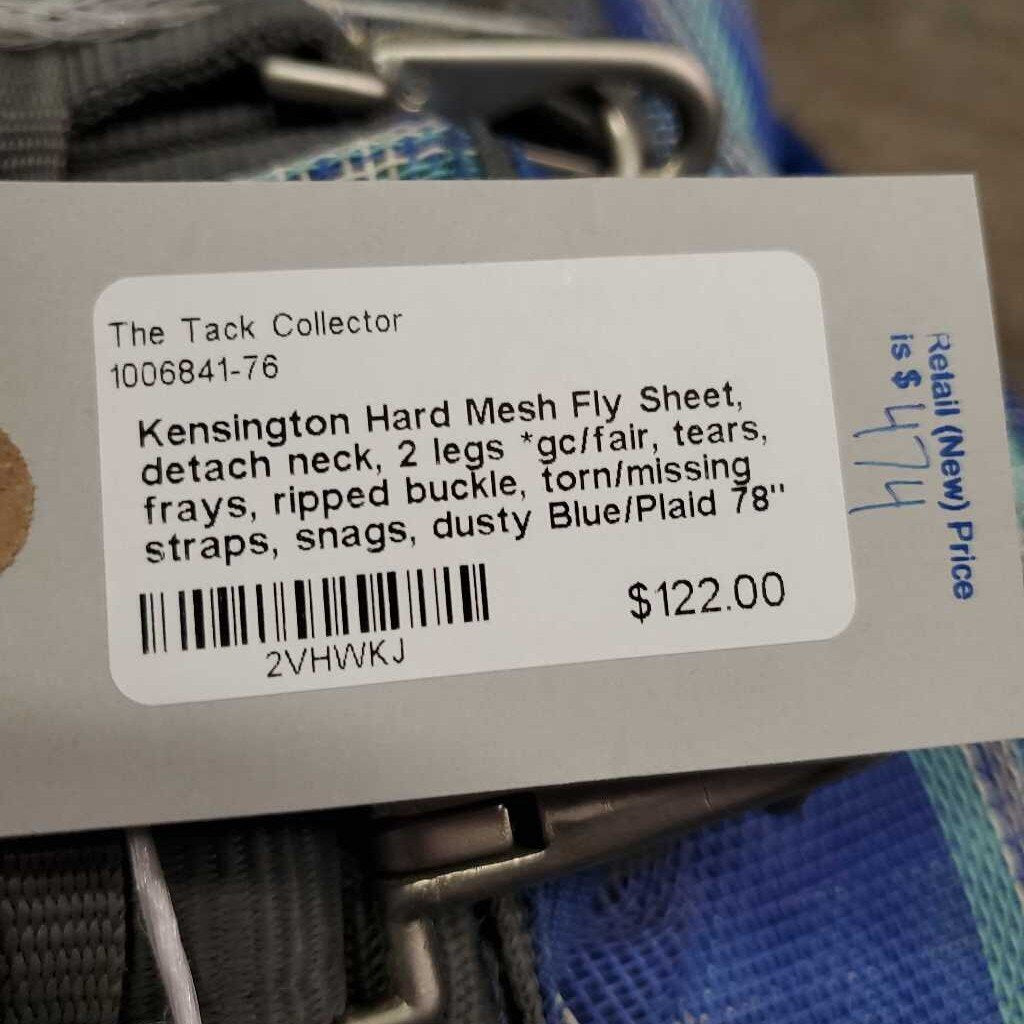 The Tack Collector
1006841-76
Kensington Hard Mesh Fly Sheet,
detach neck, 2 legs *gc/fair, tears,
frays, ripped buckle, torn/missing
straps, snags, dusty Blue/Plaid 78"
$122.00
2VHWKJ
Retail (New) Price
is $ 474